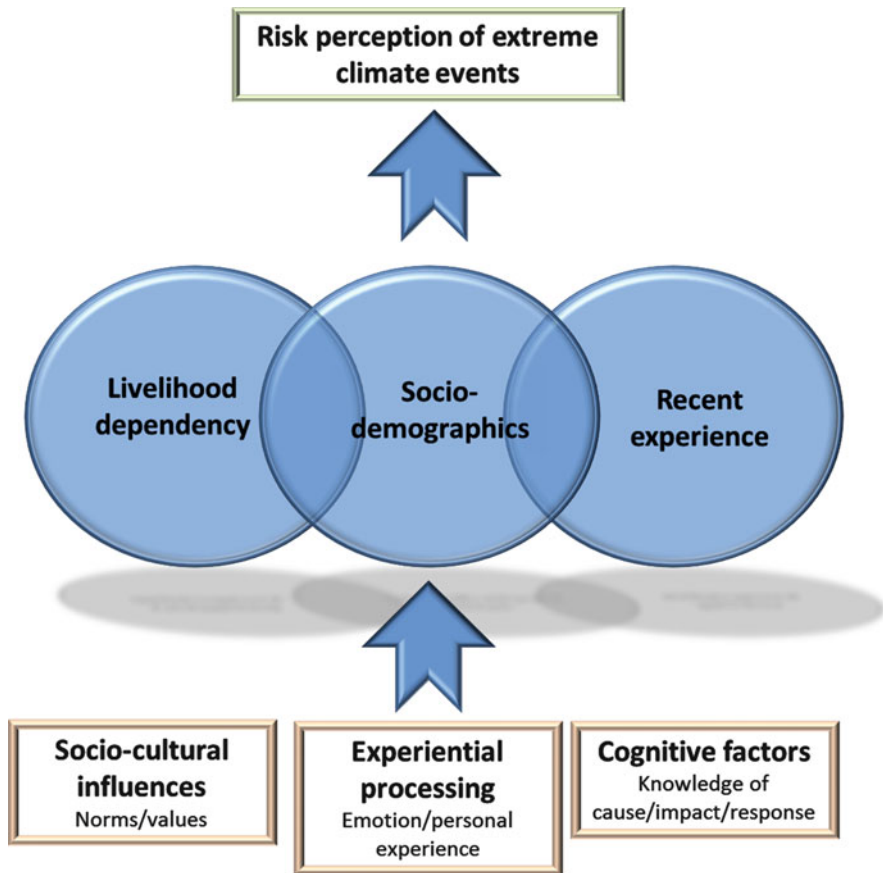 Risk perception of extreme
climate events
Livelihood
dependency
Socio-
demographics
Recent
experience
Socio-cultural
influences
Norms/values
Experiential
processing
Emotion/personal
experience
Cognitive factors
Knowledge of
cause/impact/response